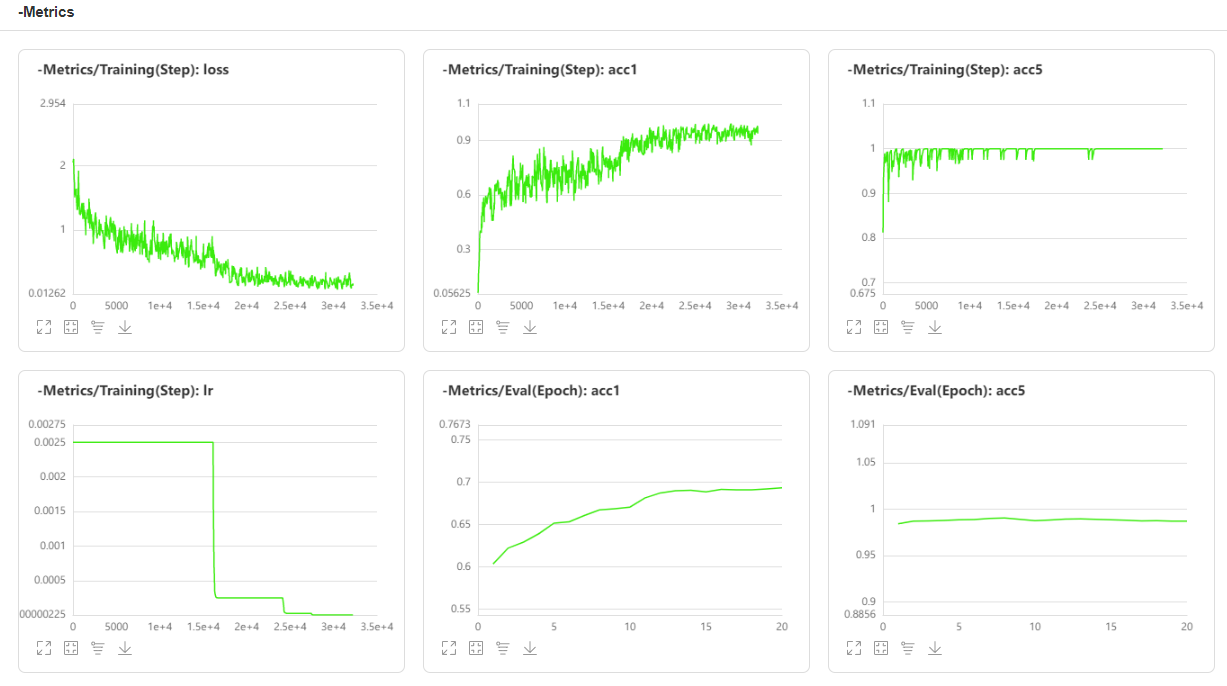 -Metrics
-Metrics/Training(Step): loss
2.954
2
1
0.01262
0 5000 1e+4 1.5e+4 2e+4 2.5e+4 3e+4 3.5e+4
-Metrics/Training(Step): acc1
1.1
0.9
0.6
0.3
0.05625
0 5000 1e+4 1.5e+4 2e+4 2.5e+4 3e+4 3.5e+4
-Metrics/Training(Step): acc5
1.1
1
0.9
0.8
0.7
0.675
0 5000 1e+4 1.5e+4 2e+4 2.5e+4 3e+4 3.5e+4
-Metrics/Training(Step): lr
0.00275
0.0025
0.002
0.0015
0.001
0.0005
00000225
0 5000 1e+4 1.5e+4 2e+4 2.5e+4 3e+4 3.5e+4
-Metrics/Eval(Epoch): acc1
0.7673
0.75
0.7
0.65
0.6
0.55
0 5 10 15 20
-Metrics/Eval(Epoch): acc5
1.091
1.05
1
0.95
0.9
0.8856
0 5 10 15 20